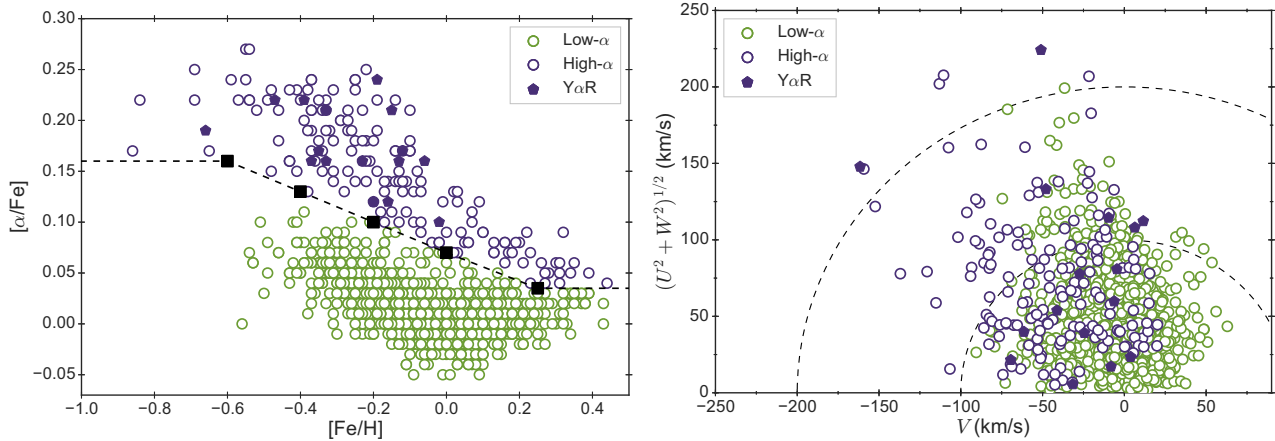 0.30
0.25
0.20
0.15
0.10
0.05
0.00
−0.05
[α/Fe]
−1.0
−0.8
−0.6
−0.4
−0.2
0.0
0.2
0.4
[Fe/H]
Low-α
High-α
YαR
250
200
150
100
50
0
(U² + W²)^{1/2} (km/s)
−250
−200
−150
−100
−50
0
50
V (km/s)
Low-α
High-α
YαR